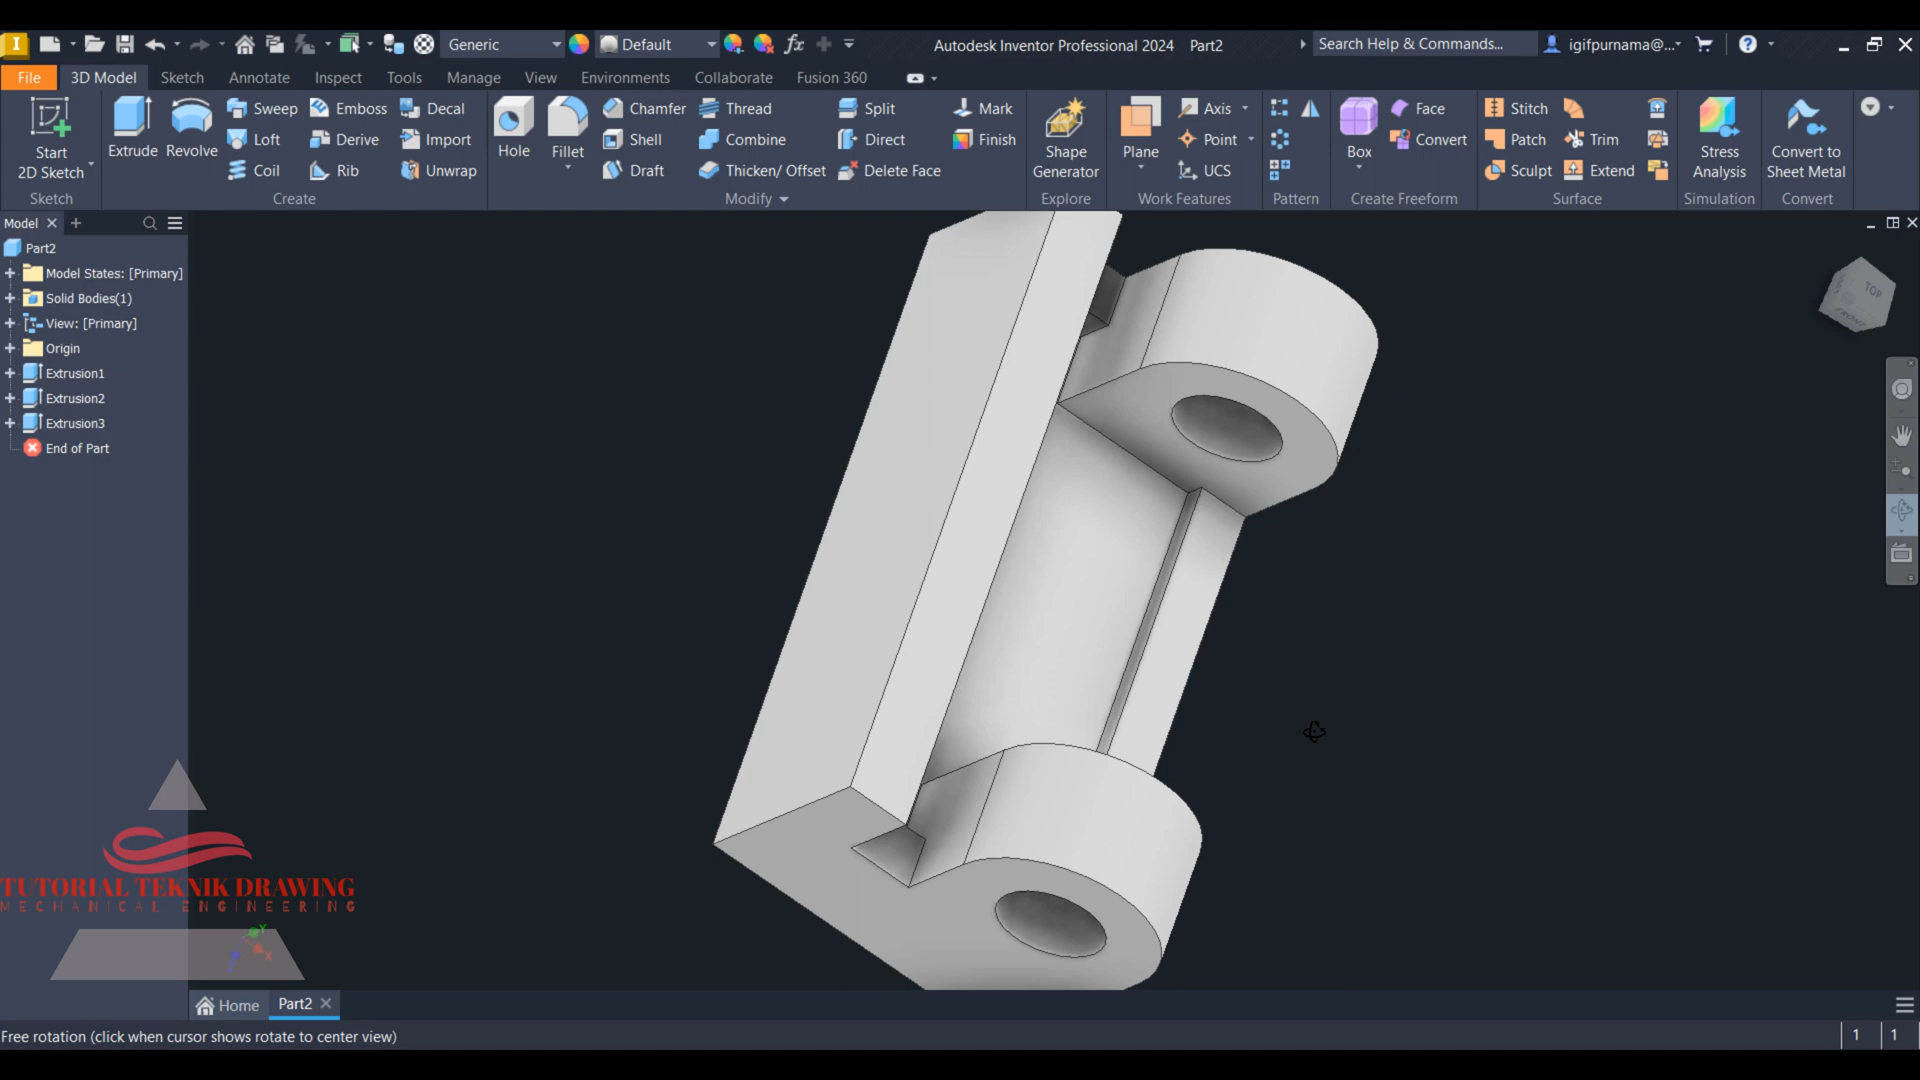 Generic
Default
fx
Autodesk Inventor Professional 2024 Part2
Search Help & Commands...
igifpurnama@...
File
3D Model
Sketch
Annotate
Inspect
Tools
Manage
View
Environments
Collaborate
Fusion 360
Start
2D Sketch
Sketch
Extrude
Revolve
Sweep
Emboss
Decal
Loft
Derive
Import
Coil
Rib
Unwrap
Create
Hole
Fillet
Chamfer
Thread
Split
Mark
Shell
Combine
Direct
Finish
Draft
Thicken/ Offset
Delete Face
Modify
Shape
Generator
Explore
Plane
Axis
Point
UCS
Work Features
Pattern
Box
Face
Convert
Create Freeform
Stitch
Patch
Trim
Sculpt
Extend
Surface
Stress
Analysis
Simulation
Convert to
Sheet Metal
Convert
Model
Part2
Model States: [Primary]
Solid Bodies(1)
View: [Primary]
Origin
Extrusion1
Extrusion2
Extrusion3
End of Part
TOP
FRONT
TUTORIAL TEKNIK DRAWING
MECHANICAL ENGINEERING
Y
X
Home
Part2
Free rotation (click when cursor shows rotate to center view)
1
1